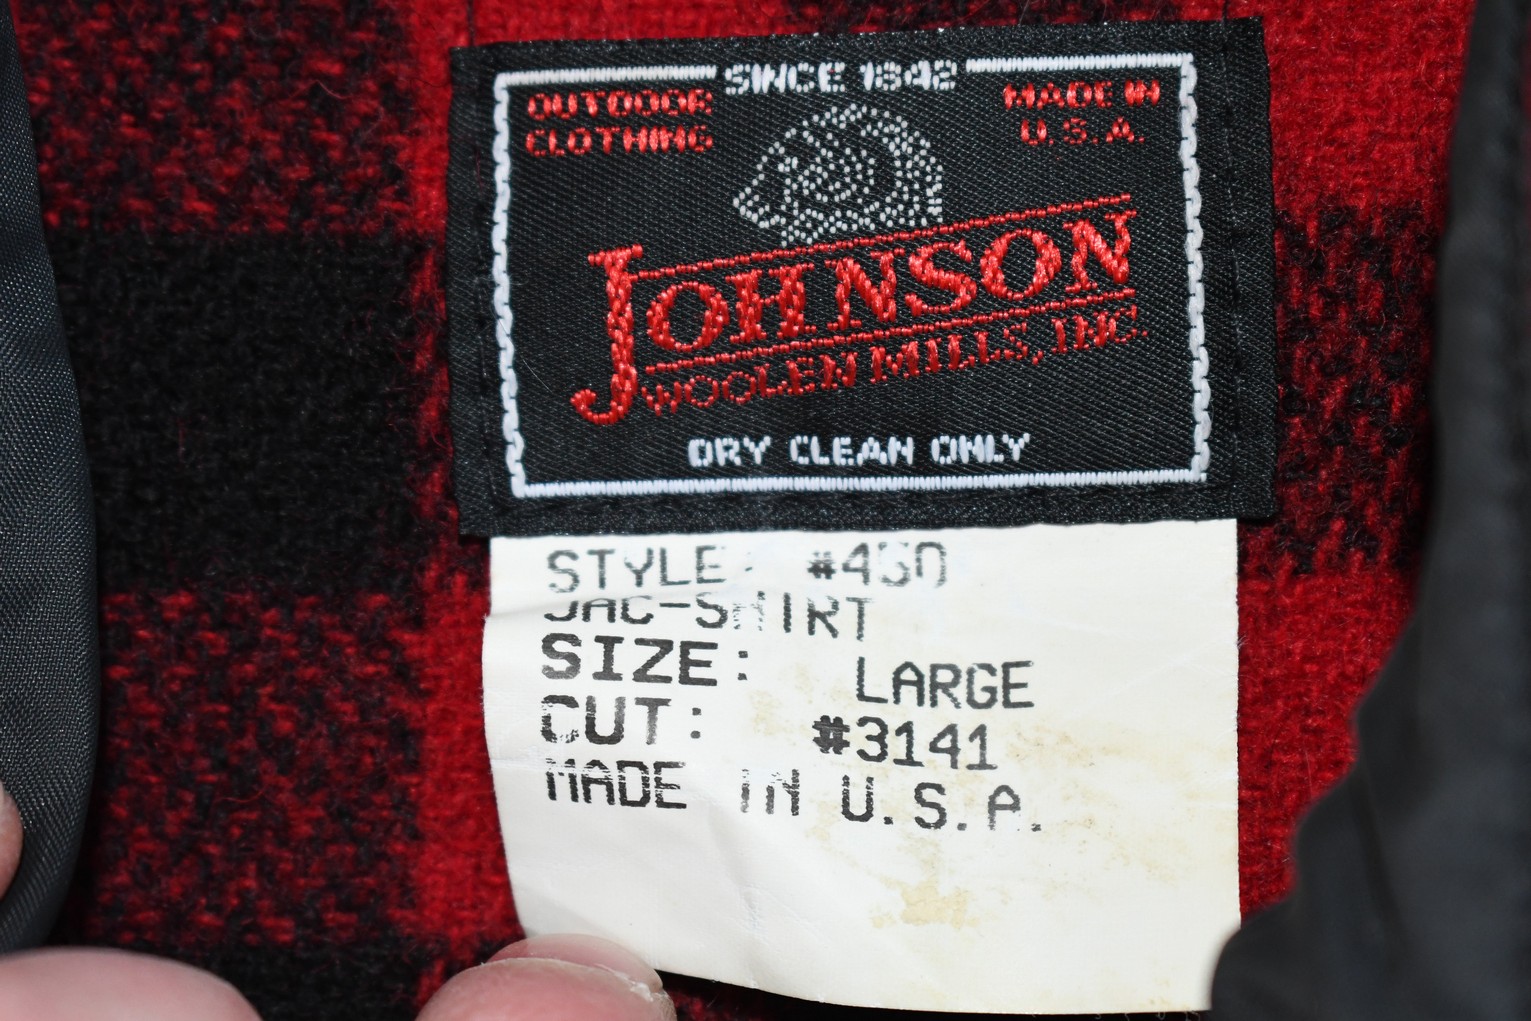 SINCE 1842
OUTDOOR
CLOTHING
MADE IN
U.S.A.
JOHNSON
WOOLEN MILLS, INC.
DRY CLEAN ONLY
STYLE: #450
JAC-SHIRT
SIZE: LARGE
CUT: #3141
MADE IN U.S.A.